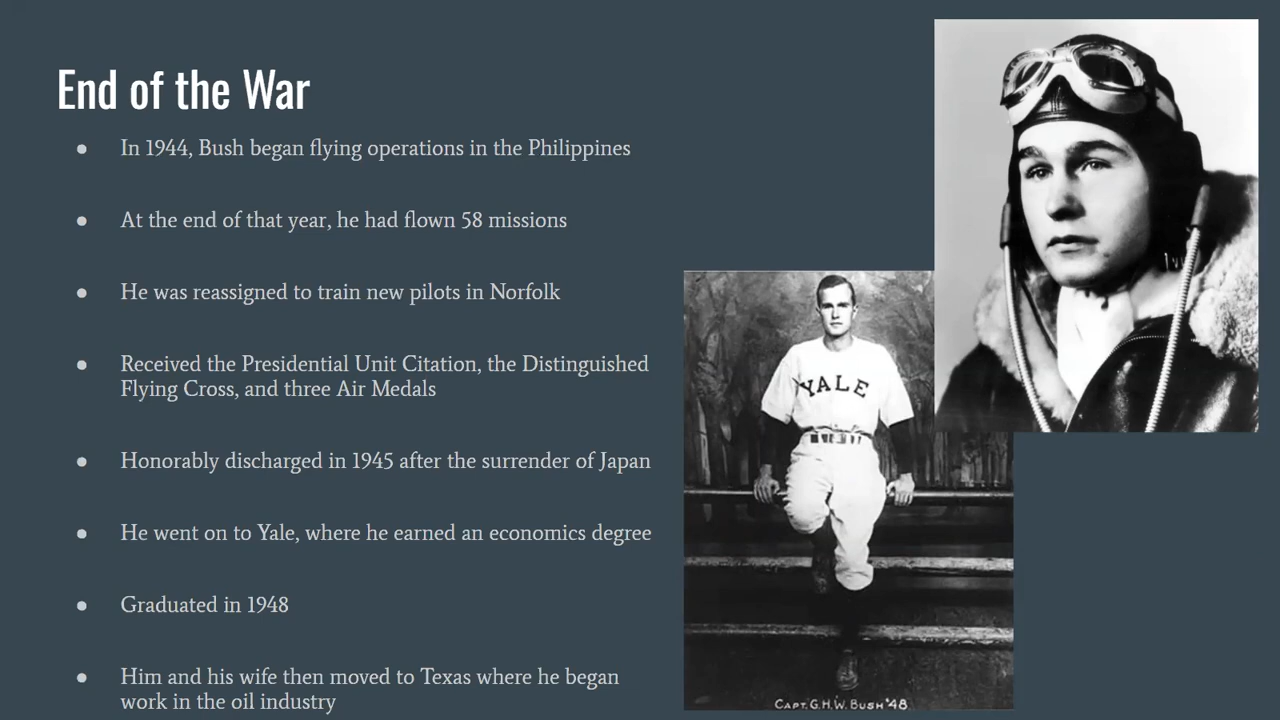 End of the War
● In 1944, Bush began flying operations in the Philippines
● At the end of that year, he had flown 58 missions
● He was reassigned to train new pilots in Norfolk
● Received the Presidential Unit Citation, the Distinguished
Flying Cross, and three Air Medals
● Honorably discharged in 1945 after the surrender of Japan
● He went on to Yale, where he earned an economics degree
● Graduated in 1948
● Him and his wife then moved to Texas where he began
work in the oil industry
YALE
CAPT. G.H.W. BUSH '48